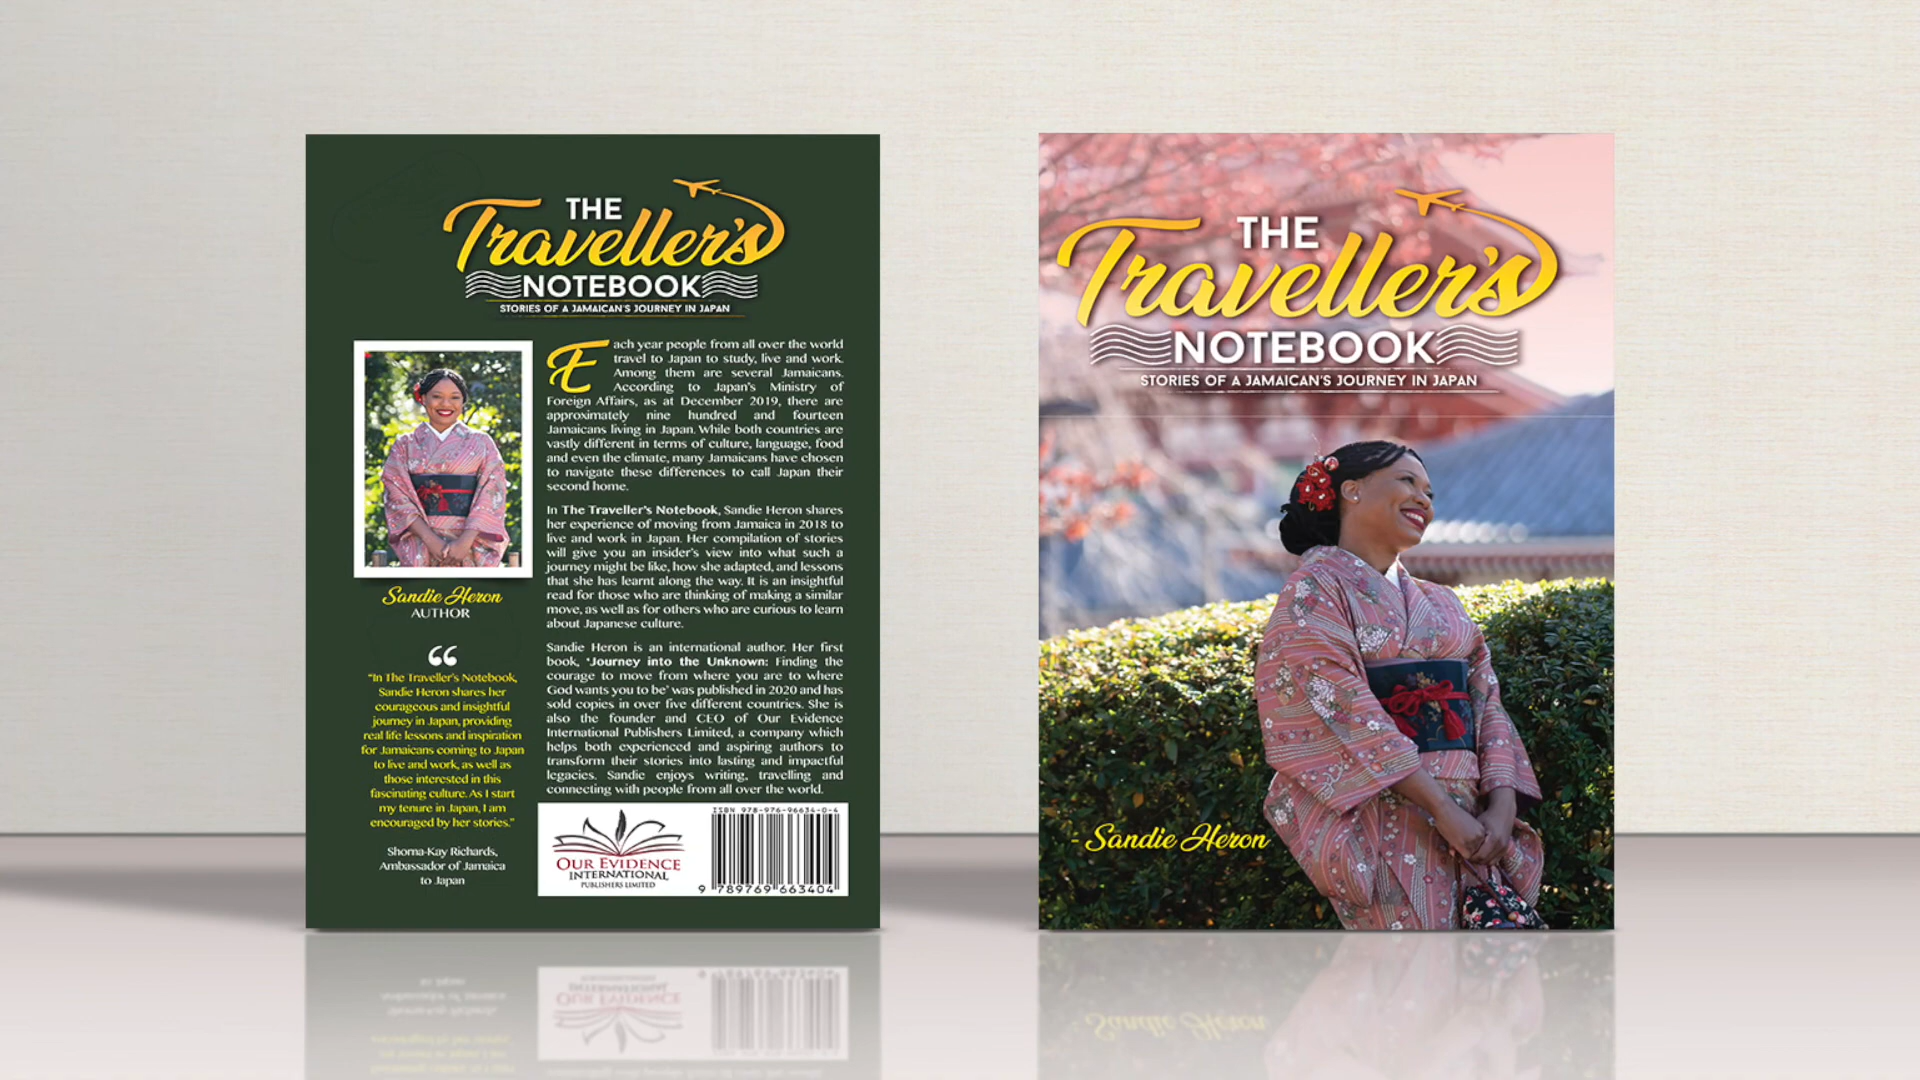 THE
Traveller's
NOTEBOOK
STORIES OF A JAMAICAN'S JOURNEY IN JAPAN
Each year people from all over the world
travel to Japan to study, live and work.
Among them are several Jamaicans.
According to Japan's Ministry of
Foreign Affairs, as at December 2019, there are
approximately nine hundred and fourteen
Jamaicans living in Japan. While both countries are
vastly different in terms of culture, language, food
and even the climate, many Jamaicans have chosen
to navigate these differences to call Japan their
second home.
In The Traveller's Notebook, Sandie Heron shares
her experience of moving from Jamaica in 2018 to
live and work in Japan. Her compilation of stories
will give you an insider's view into what such a
journey might be like, how she adapted, and lessons
that she has learnt along the way. It is an insightful
read for those who are thinking of making a similar
move, as well as for others who are curious to learn
about Japanese culture.
Sandie Heron is an international author. Her first
book, 'Journey into the Unknown: Finding the
courage to move from where you are to where
God wants you to be' was published in 2020 and has
sold copies in over five different countries. She is
also the founder and CEO of Our Evidence
International Publishers Limited, a company which
helps both experienced and aspiring authors to
transform their stories into lasting and impactful
legacies. Sandie enjoys writing, travelling and
connecting with people from all over the world.
Sandie Heron
AUTHOR
“
"In The Traveller's Notebook,
Sandie Heron shares her
courageous and insightful
journey in Japan, providing
real life lessons and inspiration
for Jamaicans coming to Japan
to live and work, as well as
those interested in this
fascinating culture. As I start
my tenure in Japan, I am
encouraged by her stories."
Shorna-Kay Richards,
Ambassador of Jamaica
to Japan
OUR EVIDENCE
INTERNATIONAL
PUBLISHERS LIMITED
ISBN 978-976-96634-0-4
9 789769 663404
THE
Traveller's
NOTEBOOK
STORIES OF A JAMAICAN'S JOURNEY IN JAPAN
- Sandie Heron